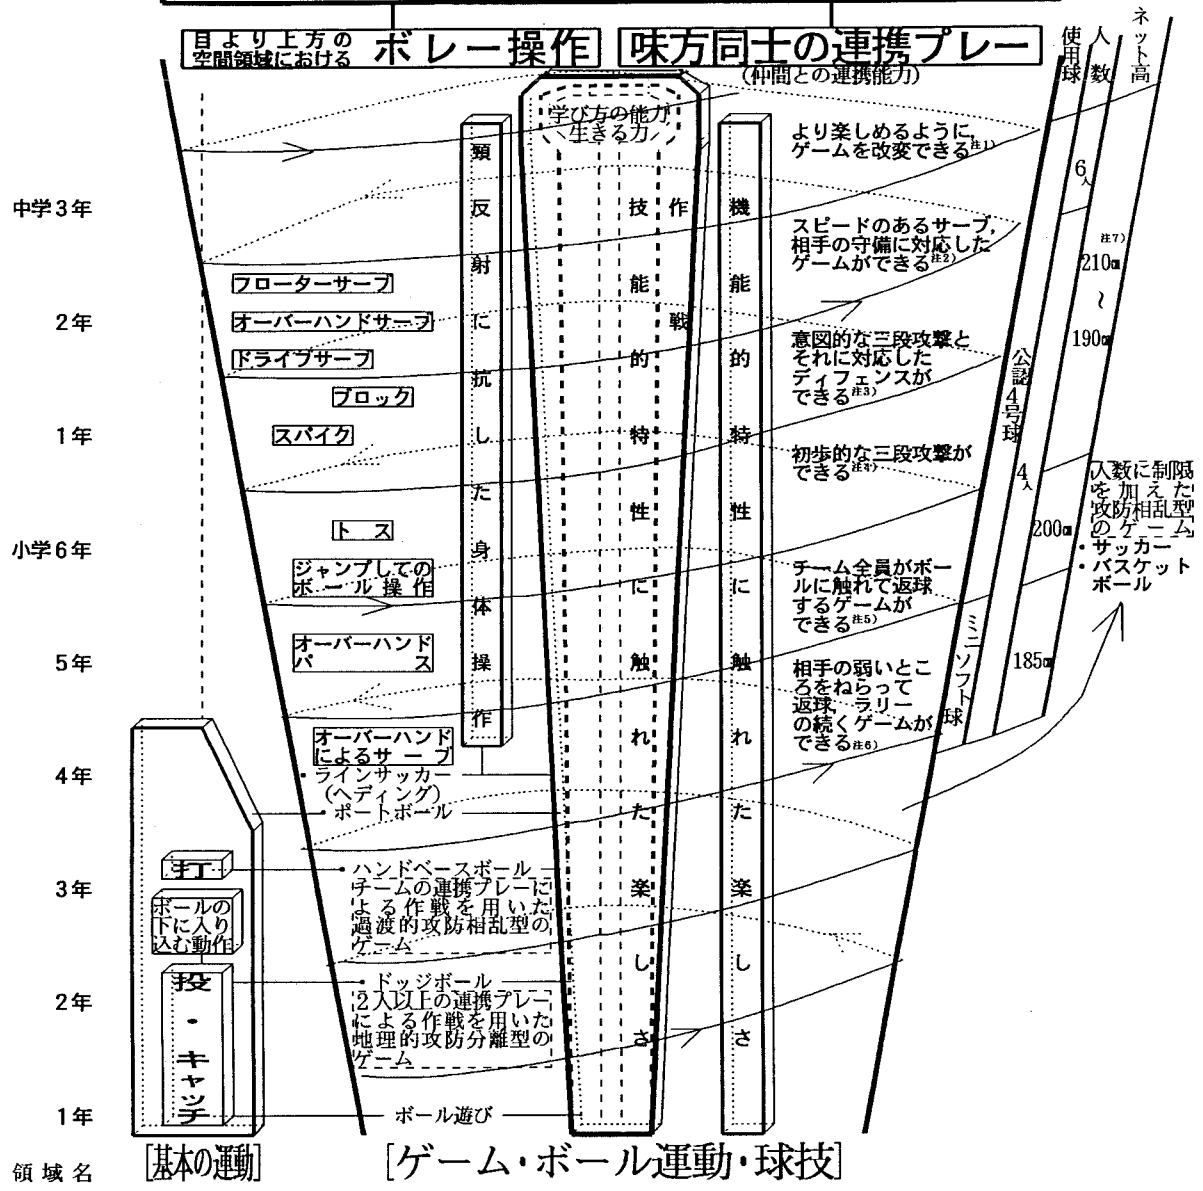 目より上方の
空間領域における
ボレー操作
味方同士の連携プレー
(仲間との連携能力)
使用球
人数
ネット高
学び方の能力
生きる力
頸反射に抗した身体操作
技能的特性に触れた楽しさ
作戦
機能的特性に触れた楽しさ
より楽しめるように,
ゲームを改変できる注1)
6人
中学3年
スピードのあるサーブ,
相手の守備に対応した
ゲームができる注2)
注7)
210㎝
〜
190㎝
フローターサーブ
2年
オーバーハンドサーブ
ドライブサーブ
意図的な三段攻撃と
それに対応した
ディフェンスが
できる注3)
公認4号球
ブロック
1年
スパイク
初歩的な三段攻撃が
できる注4)
4人
人数に制限
を加えた
攻防相乱型
のゲーム
・サッカー
・バスケット
ボール
200㎝
トス
小学6年
ジャンプしての
ボール操作
チーム全員がボー
ルに触れて返球
するゲームが
できる注5)
ミニソフト球
185㎝
オーバーハンド
パス
5年
相手の弱いとこ
ろをねらって
返球, ラリー
の続くゲームが
できる注6)
オーバーハンド
によるサーブ
4年
・ラインサッカー
(ヘディング)
・ポートボール
打
・ハンドベースボール
3年
チームの連携プレーに
よる作戦を用いた
過渡的攻防相乱型の
ゲーム
ボールの
下に入り
込む動作
投・キャッチ
・ドッジボール
2年
2人以上の連携プレー
による作戦を用いた
地理的攻防分離型の
ゲーム
1年
ボール遊び
領域名
[基本の運動]
[ゲーム・ボール運動・球技]